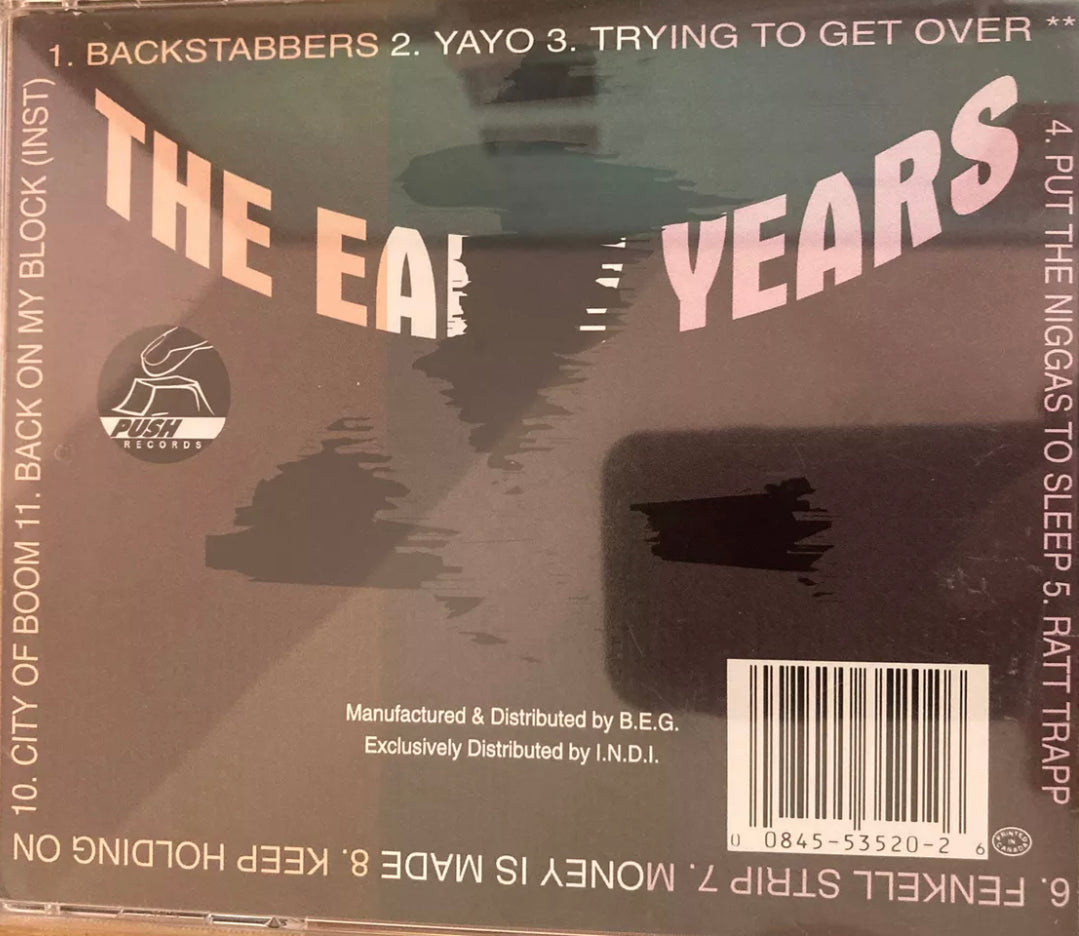 1. BACKSTABBERS 2. YAYO 3. TRYING TO GET OVER **
4. PUT THE NIGGAS TO SLEEP 5. RATT TRAPP
6. FENKELL STRIP 7. MONEY IS MADE 8. KEEP HOLDING ON
10. CITY OF BOOM 11. BACK ON MY BLOCK (INST)
THE EA YEARS
PUSH
RECORDS
Manufactured & Distributed by B.E.G.
Exclusively Distributed by I.N.D.I.
0 0845-53520-2 6
PRINTED
IN
CANADA